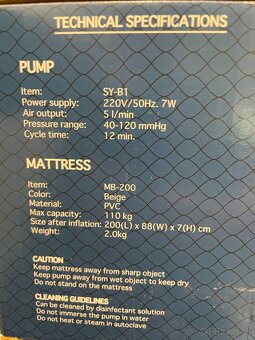 TECHNICAL SPECIFICATIONS
PUMP
Item: SY-B1
Power supply: 220V/50Hz. 7W
Air output: 5 l/min
Pressure range: 40-120 mmHg
Cycle time: 12 min.
MATTRESS
Item: MB-200
Color: Beige
Material: PVC
Max capacity: 110 kg
Size after inflation: 200(L) x 88(W) x 7(H) cm
Weight: 2.0kg
CAUTION
Keep mattress away from sharp object
Keep pump away from wet object to keep dry
Do not stand on the mattress
CLEANING GUIDELINES
Can be cleaned by disinfectant solution
Do not immerse the pump in water
Do not heat or steam in autoclave